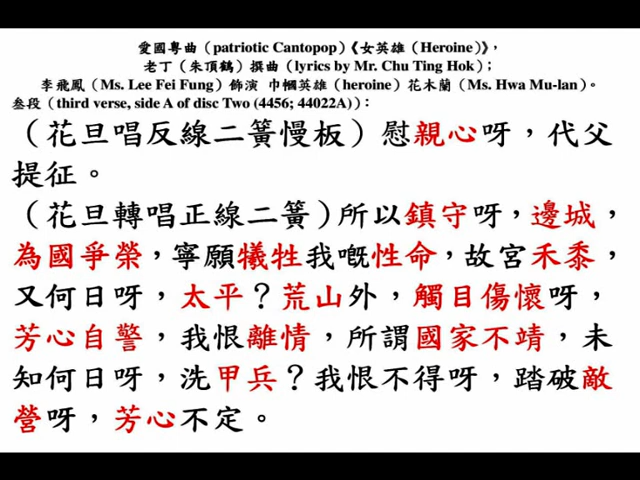 愛國粵曲（patriotic Cantopop）《女英雄（Heroine）》，
老丁（朱頂鶴）撰曲（lyrics by Mr. Chu Ting Hok）；
李飛鳳（Ms. Lee Fei Fung）飾演 巾幗英雄（heroine）花木蘭（Ms. Hwa Mu-lan）。
叁段（third verse, side A of disc Two (4456; 44022A)）：
（花旦唱反線二簧慢板）慰親心呀，代父
提征。
（花旦轉唱正線二簧）所以鎮守呀，邊城，
為國爭榮，寧願犧牲我嘅性命，故宮禾黍，
又何日呀，太平？荒山外，觸目傷懷呀，
芳心自警，我恨離情，所謂國家不靖，未
知何日呀，洗甲兵？我恨不得呀，踏破敵
營呀，芳心不定。